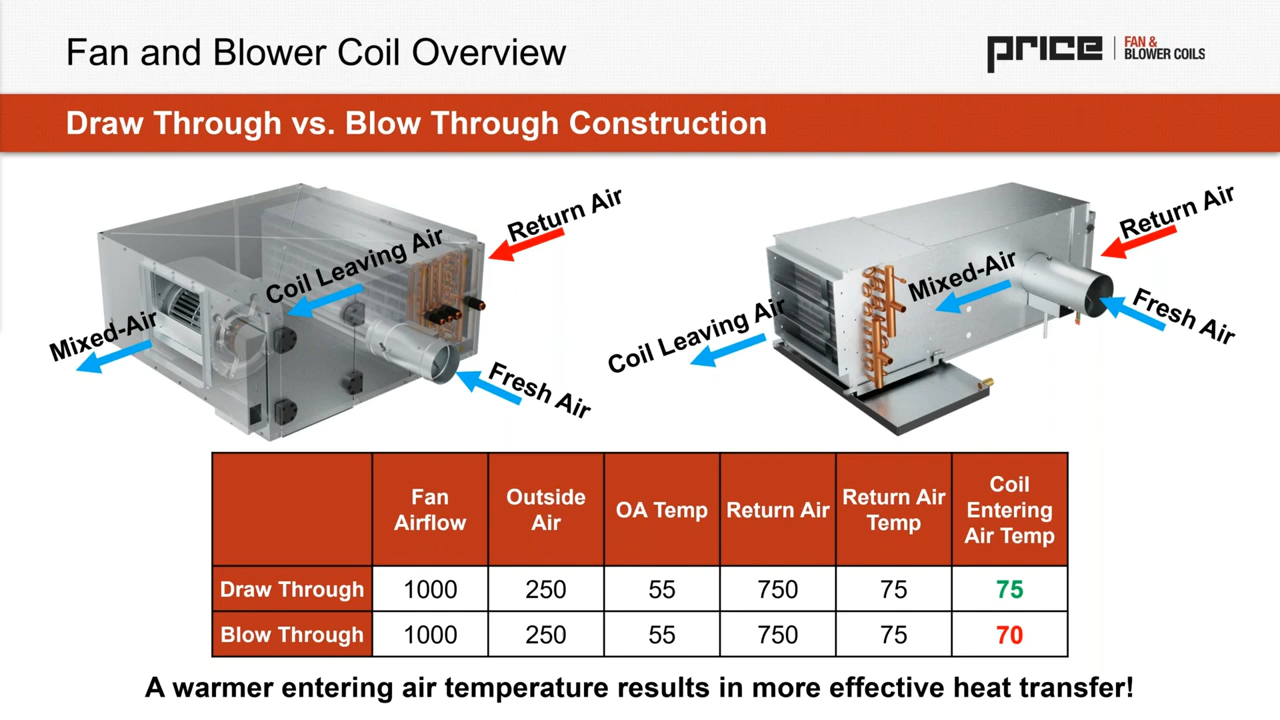 Fan and Blower Coil Overview
PRICE
FAN &
BLOWER COILS
Draw Through vs. Blow Through Construction
Return Air
Coil Leaving Air
Mixed-Air
Fresh Air
Return Air
Mixed-Air
Fresh Air
Coil Leaving Air
Fan Airflow
Outside Air
OA Temp
Return Air
Return Air Temp
Coil Entering Air Temp
Draw Through 1000 250 55 750 75 75
Blow Through 1000 250 55 750 75 70
A warmer entering air temperature results in more effective heat transfer!